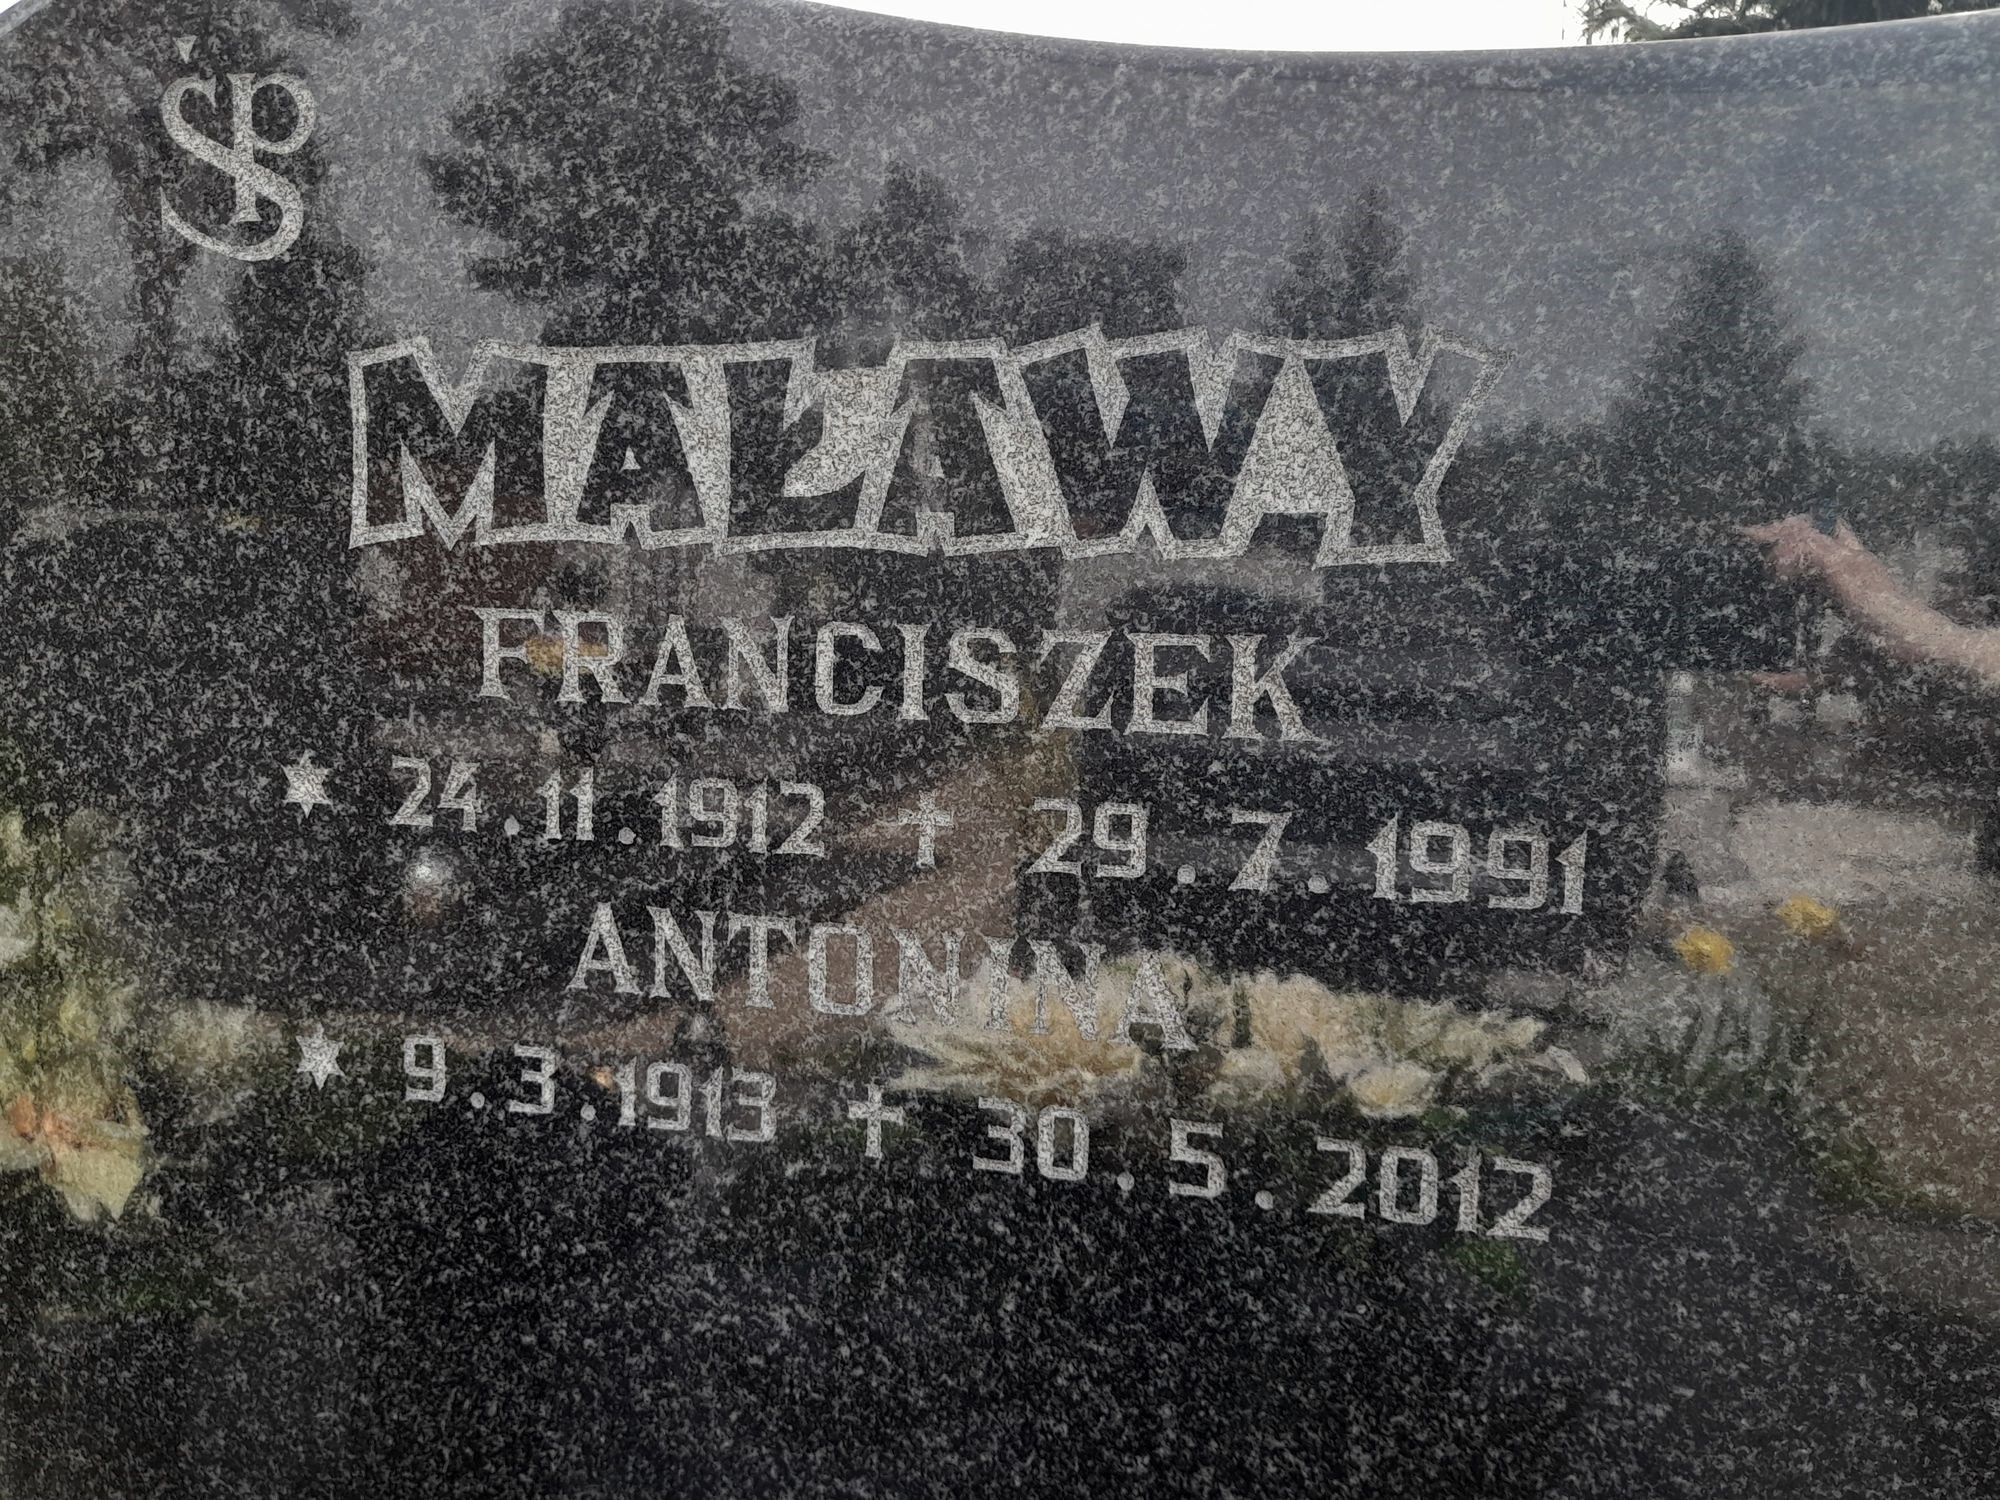 ŚP
MAŁAWY
FRANCISZEK
* 24.11.1912 † 29.7.1991
ANTONINA
* 9.3.1913 † 30.5.2012